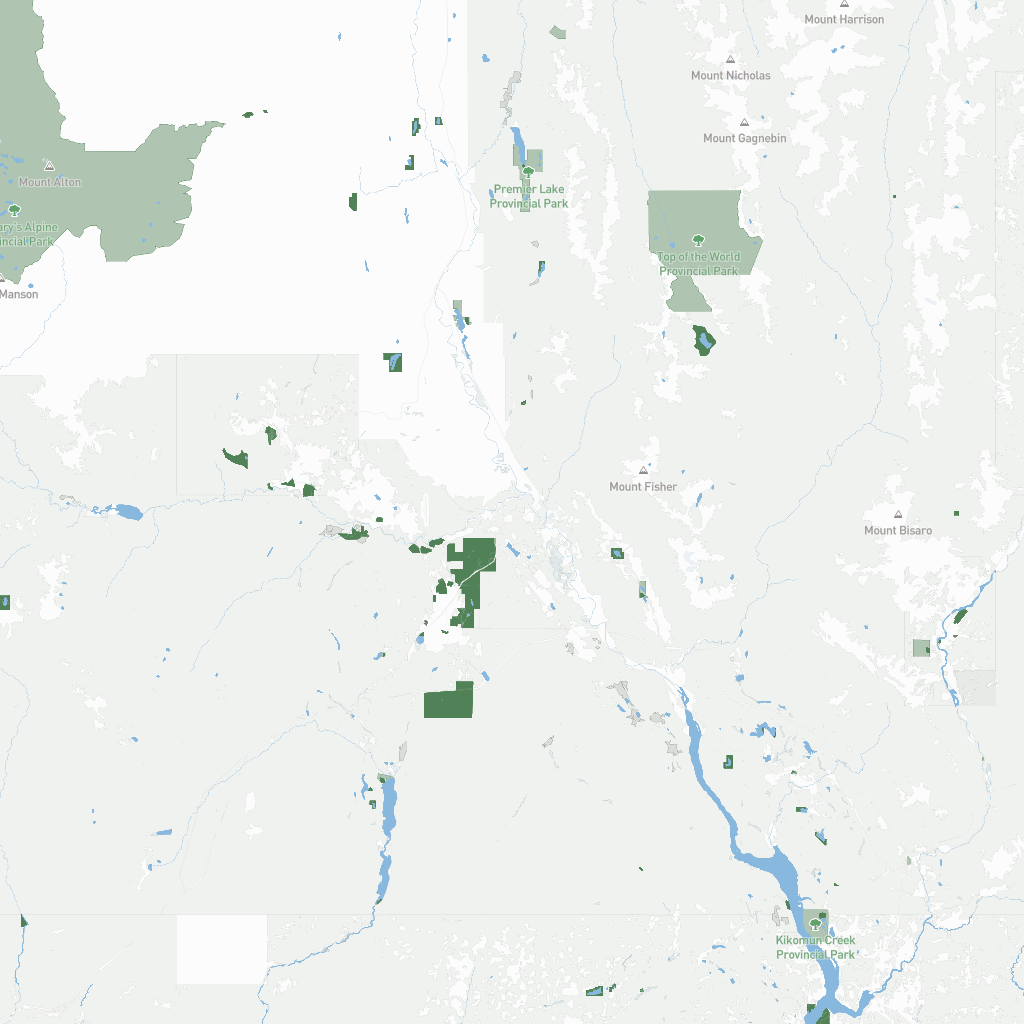 Mount Harrison
Mount Nicholas
Mount Gagnebin
Mount Alton
Premier Lake
Provincial Park
ary's Alpine
incial Park
Top of the World
Provincial Park
Manson
Mount Fisher
Mount Bisaro
Kikomun Creek
Provincial Park